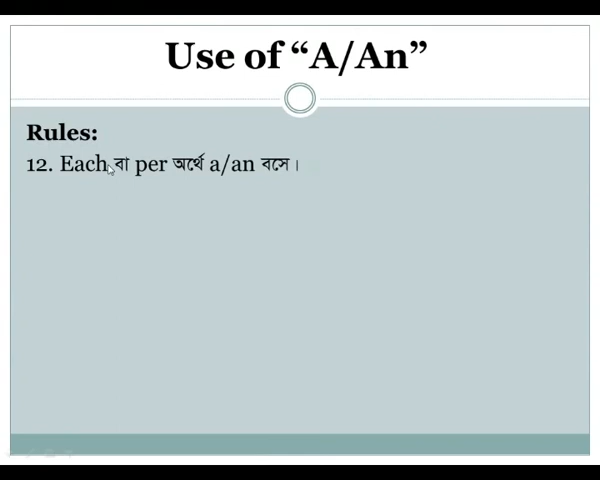 Use of “A/An”
Rules:
12. Each বা per অর্থে a/an বসে।